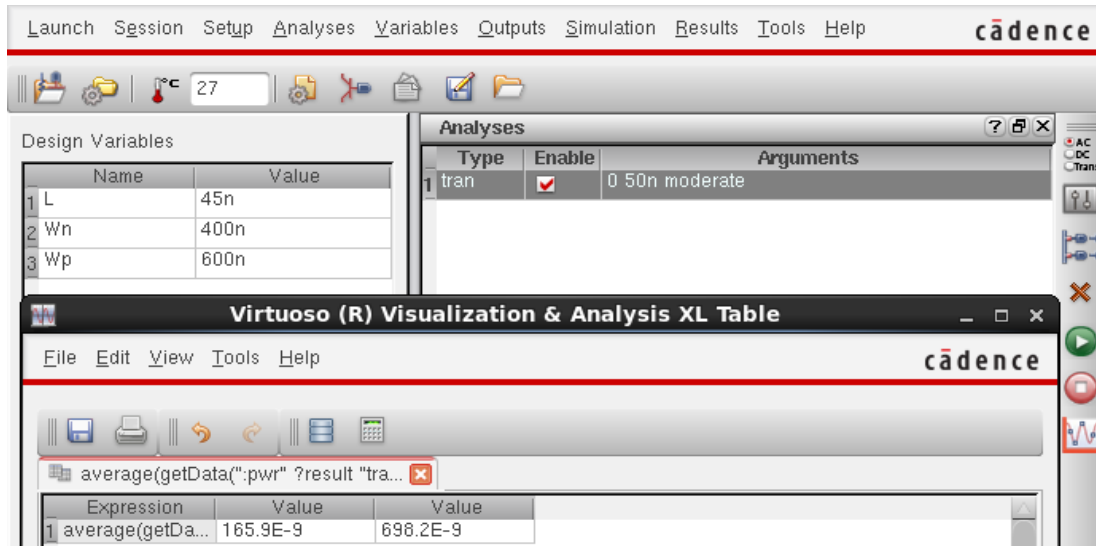 Launch Session Setup Analyses Variables Outputs Simulation Results Tools Help cādence
°C 27
Design Variables
Name Value
1 L 45n
2 Wn 400n
3 Wp 600n
Analyses
Type Enable Arguments
1 tran 0 50n moderate
AC
DC
Trans
Virtuoso (R) Visualization & Analysis XL Table
File Edit View Tools Help cādence
average(getData(":pwr" ?result "tra...
Expression Value Value
1 average(getDa... 165.9E-9 698.2E-9